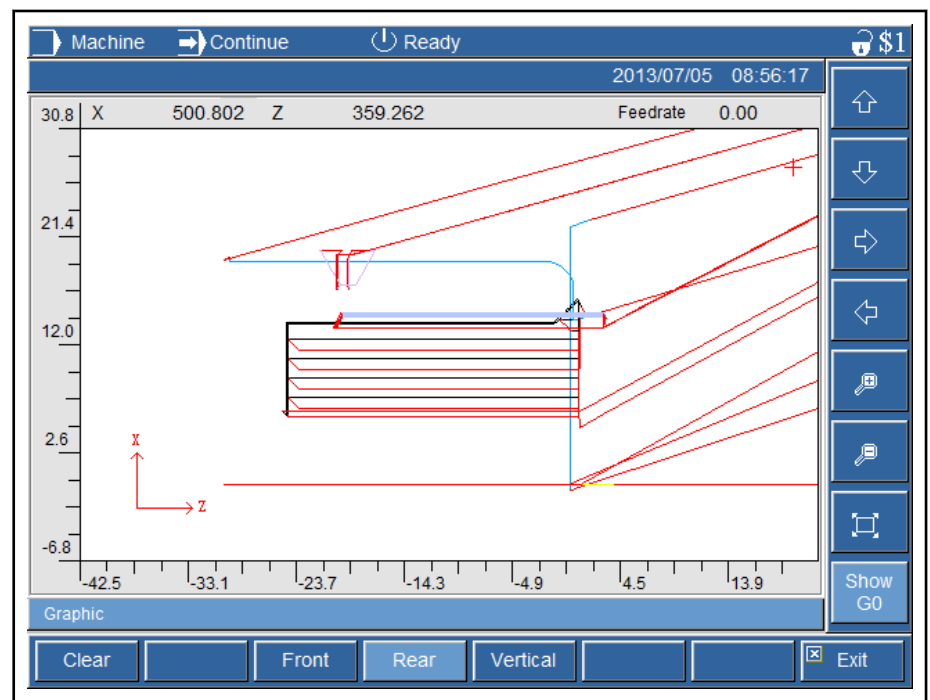 Machine Continue Ready $1
2013/07/05 08:56:17
30.8 X 500.802 Z 359.262 Feedrate 0.00
21.4
12.0
2.6
X
Z
-6.8
-42.5 -33.1 -23.7 -14.3 -4.9 4.5 13.9
Show
G0
Graphic
Clear Front Rear Vertical Exit